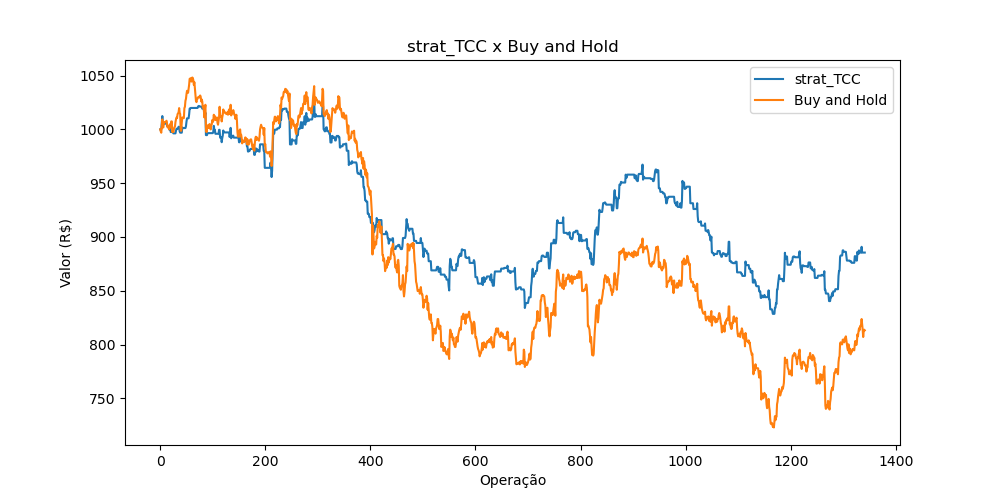 strat_TCC x Buy and Hold
strat_TCC
Buy and Hold
Valor (R$)
1050
1000
950
900
850
800
750
0 200 400 600 800 1000 1200 1400
Operação